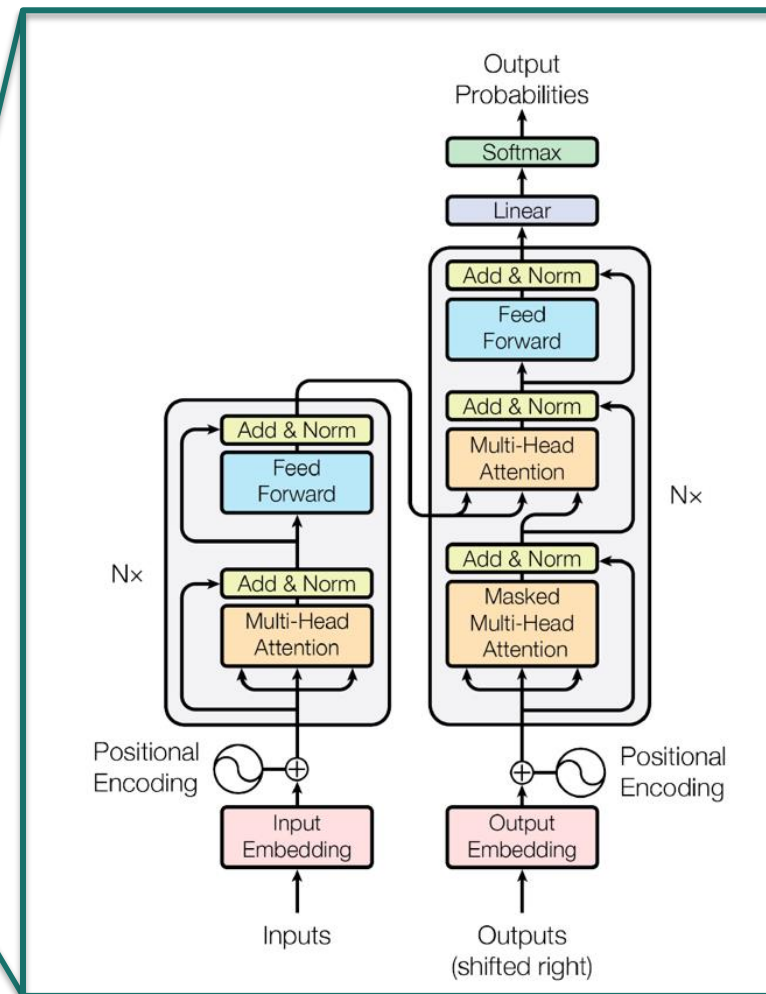 Output
Probabilities
Softmax
Linear
Add & Norm
Feed
Forward
Add & Norm
Multi-Head
Attention
Add & Norm
Masked
Multi-Head
Attention
Nx
Add & Norm
Feed
Forward
Add & Norm
Multi-Head
Attention
Nx
Positional
Encoding
Positional
Encoding
Input
Embedding
Output
Embedding
Inputs
Outputs
(shifted right)